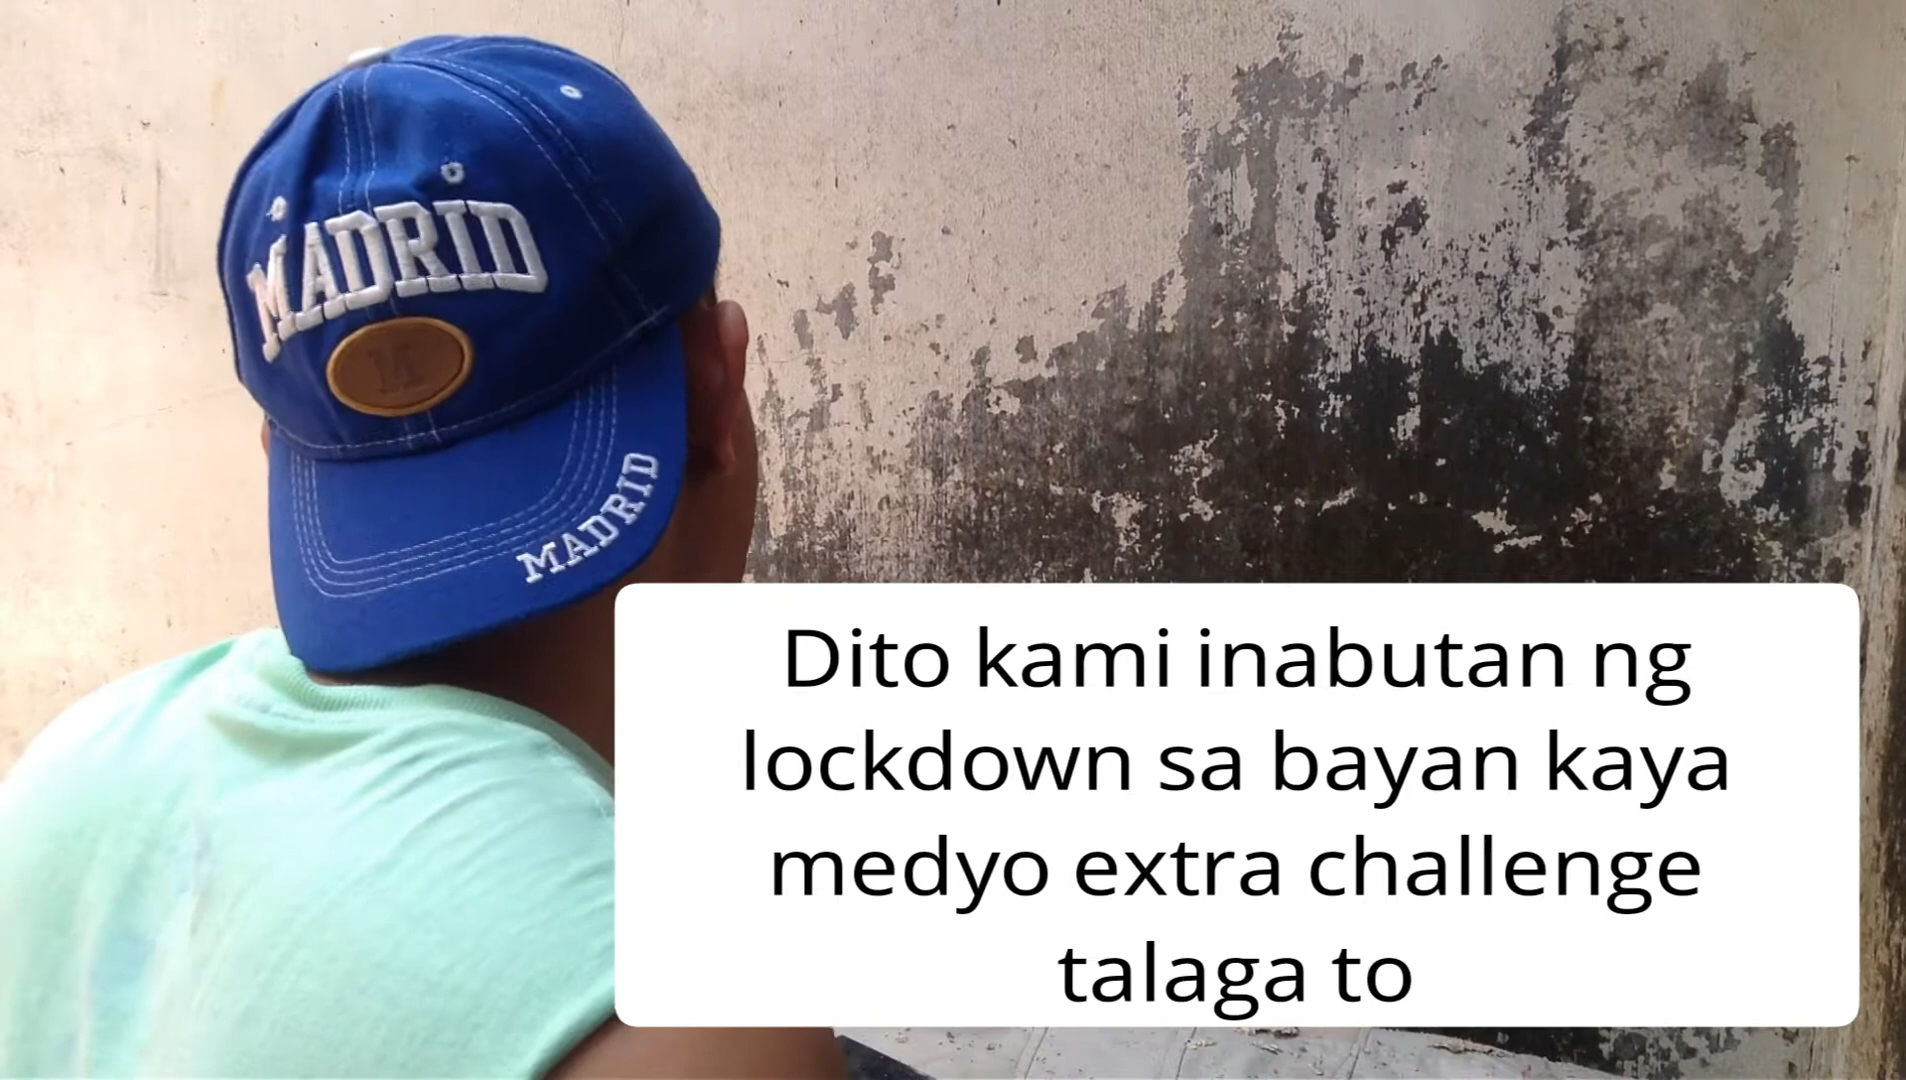 MADRID
MADRID
Dito kami inabutan ng
lockdown sa bayan kaya
medyo extra challenge
talaga to